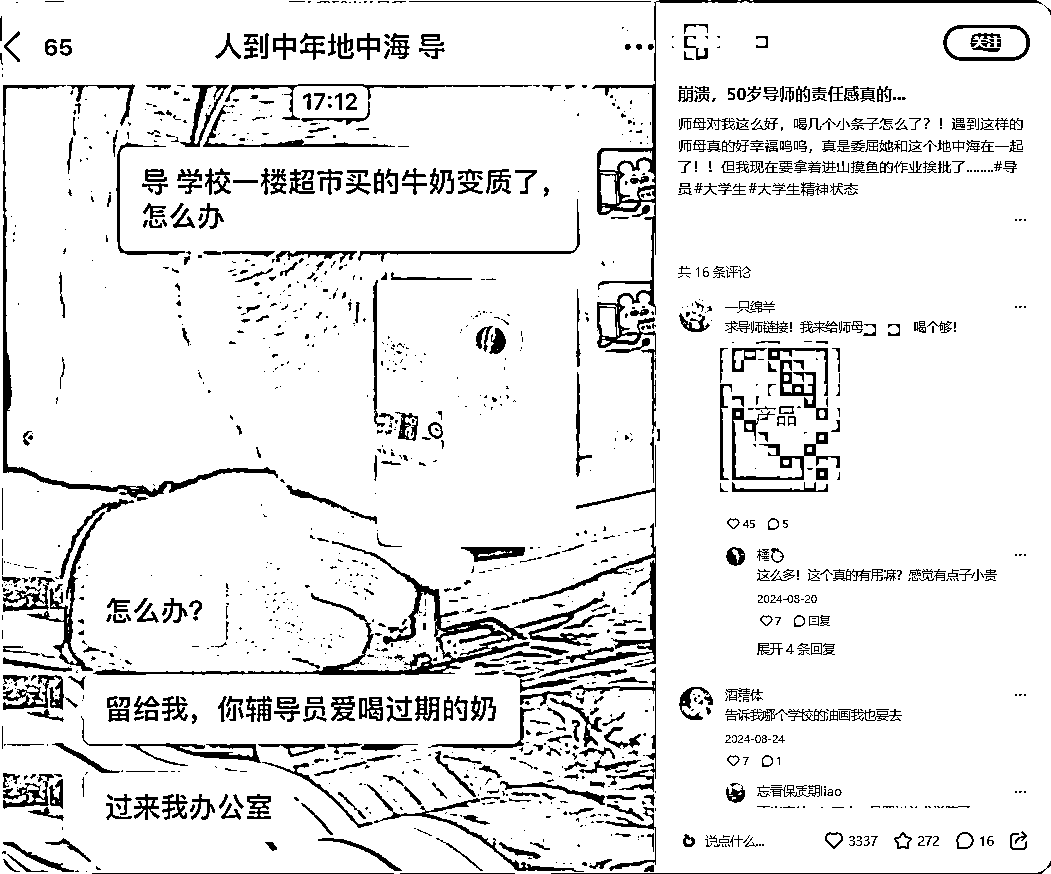 65
人到中年地中海 导
17:12
导 学校一楼超市买的牛奶变质了，
怎么办
怎么办?
留给我，你辅导员爱喝过期的奶
过来我办公室
关注
崩溃，50岁导师的责任感真的...
师母对我这么好，喝几个小条子怎么了？！遇到这样的
师母真的好幸福呜呜，真是委屈她和这个地中海在一起
了！！但我现在要拿着进山摸鱼的作业挨批了.......#导
员#大学生#大学生精神状态
共 16 条评论
一只绵羊
求导师链接！我来给师母 喝个够！
产品
45
5
这么多！这个真的有用嘛？感觉有点子小贵
2024-08-20
7
回复
展开 4 条回复
酒精体
告诉我哪个学校的油画我也要去
2024-08-24
7
1
忘看保质期liao
说点什么...
3337
272
16